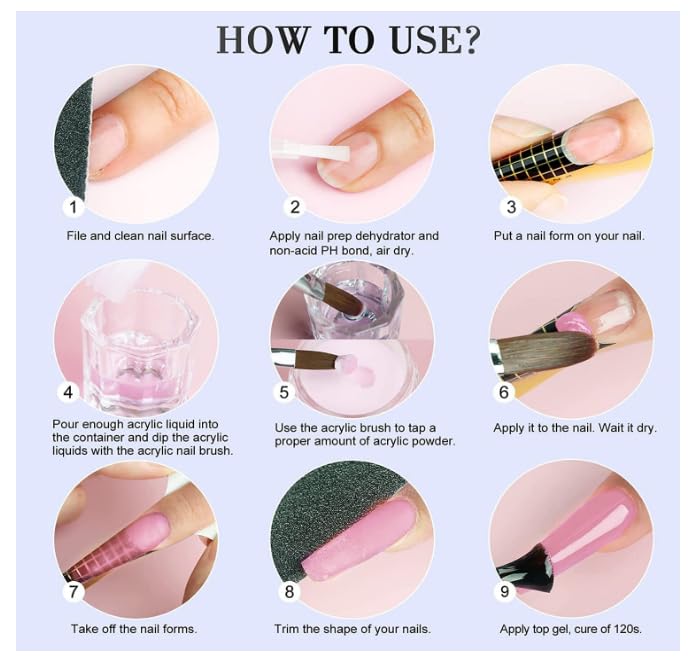 HOW TO USE?
1
File and clean nail surface.
2
Apply nail prep dehydrator and
non-acid PH bond, air dry.
3
Put a nail form on your nail.
4
Pour enough acrylic liquid into
the container and dip the acrylic
liquids with the acrylic nail brush.
5
Use the acrylic brush to tap a
proper amount of acrylic powder.
6
Apply it to the nail. Wait it dry.
7
Take off the nail forms.
8
Trim the shape of your nails.
9
Apply top gel, cure of 120s.